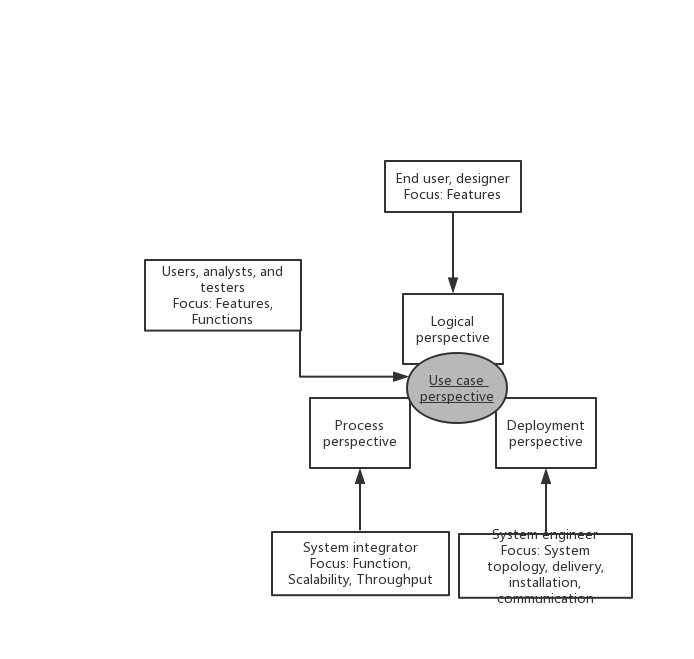 End user, designer
Focus: Features
Users, analysts, and
testers
Focus: Features,
Functions
Logical
perspective
Use case
perspective
Process
perspective
Deployment
perspective
System integrator
Focus: Function,
Scalability, Throughput
System engineer
Focus: System
topology, delivery,
installation,
communication